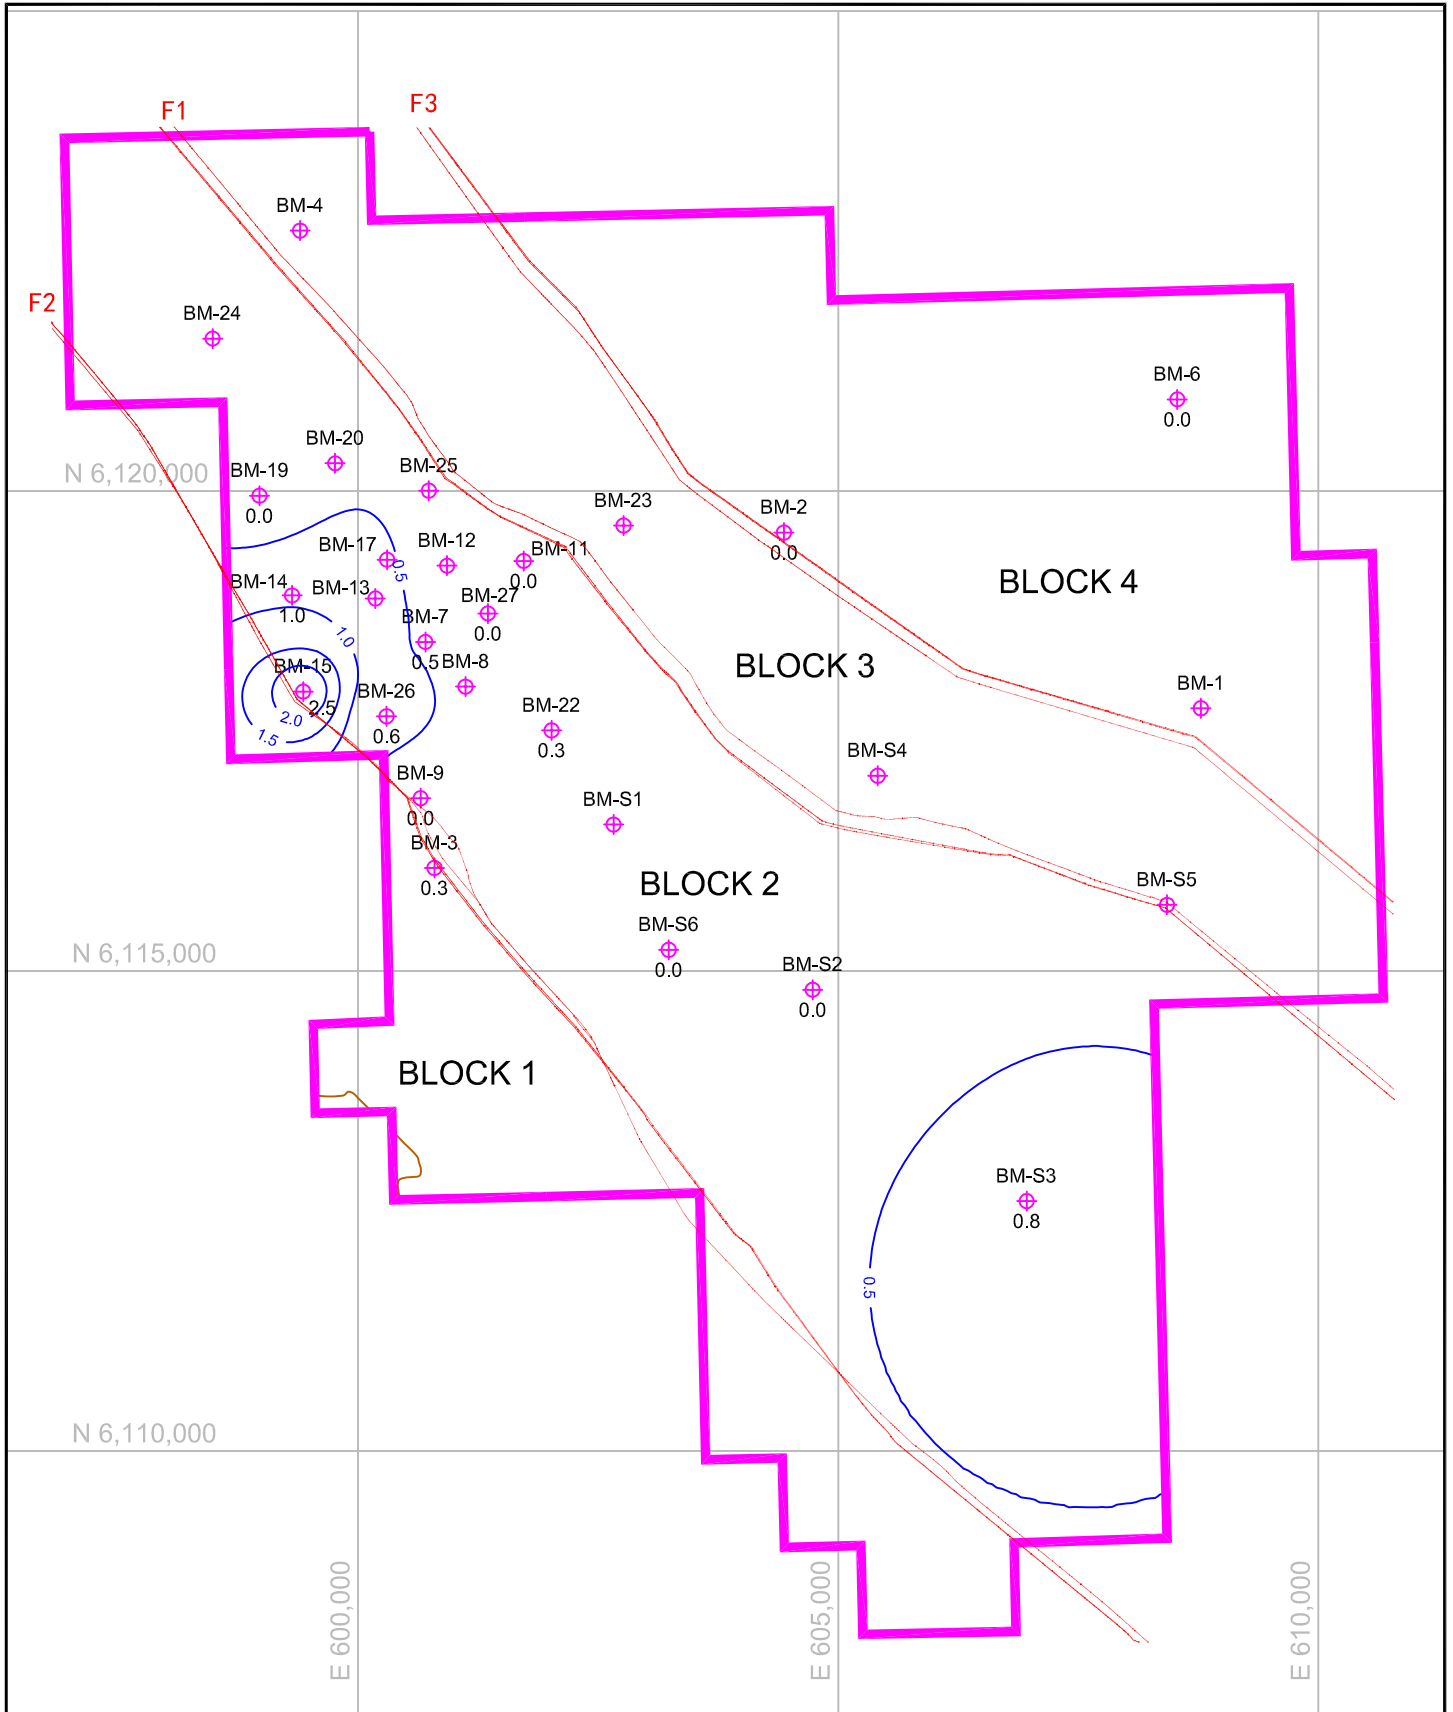 F1
F3
BM-4
F2
BM-24
BM-6
0.0
BM-20
N 6,120,000
BM-19
0.0
BM-25
BM-23
BM-2
0.0
BM-17
0.5
BM-12
BM-11
0.0
BLOCK 4
BM-14
1.0
BM-13
BM-27
0.0
1.0
BM-7
0.5
BM-8
BLOCK 3
BM-15
2.5
2.0
1.5
BM-26
0.6
BM-22
0.3
BM-1
BM-S4
BM-9
0.0
BM-S1
BM-3
0.3
BLOCK 2
BM-S5
BM-S6
0.0
N 6,115,000
BM-S2
0.0
BLOCK 1
BM-S3
0.8
0.5
N 6,110,000
E 600,000
E 605,000
E 610,000